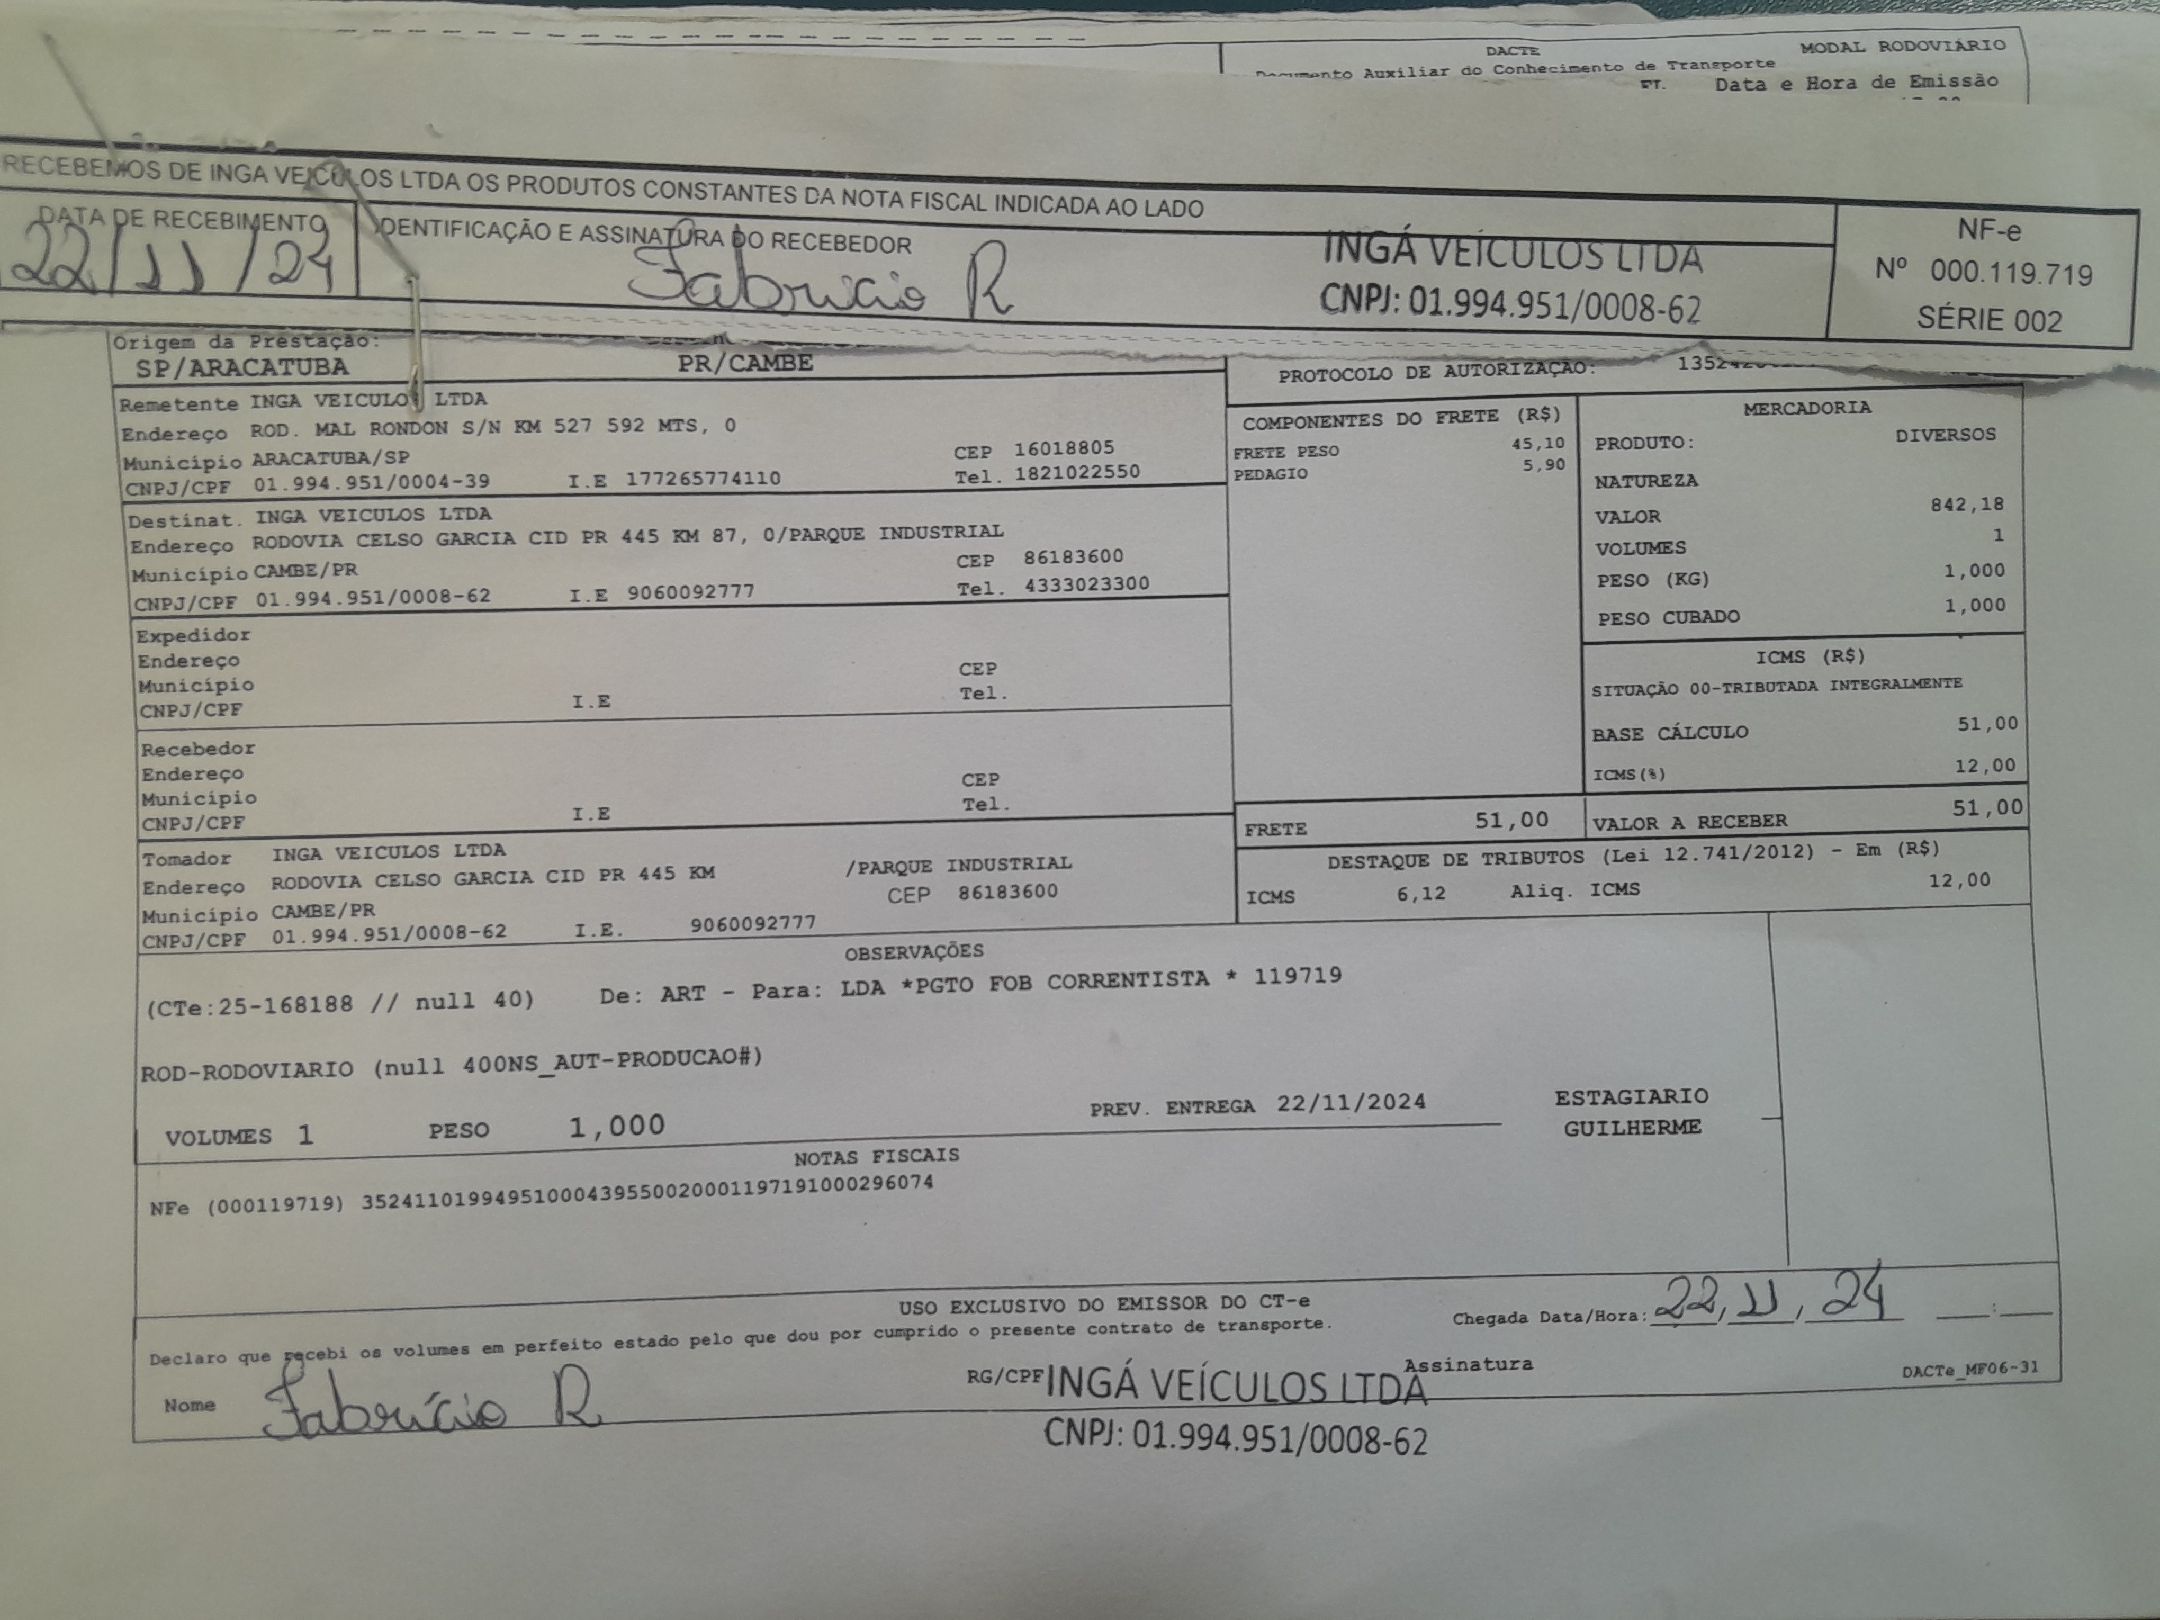 DACTE
MODAL RODOVIÁRIO
Documento Auxiliar do Conhecimento de Transporte
Data e Hora de Emissão
RECEBEMOS DE INGA VEICULOS LTDA OS PRODUTOS CONSTANTES DA NOTA FISCAL INDICADA AO LADO
DATA DE RECEBIMENTO
22/11/24
IDENTIFICAÇÃO E ASSINATURA DO RECEBEDOR
Fabricio R
INGÁ VEÍCULOS LTDA
CNPJ: 01.994.951/0008-62
NF-e
Nº 000.119.719
SÉRIE 002
Origem da Prestação:
SP/ARACATUBA PR/CAMBE
PROTOCOLO DE AUTORIZAÇÃO:
Remetente INGA VEICULOS LTDA
Endereço ROD. MAL RONDON S/N KM 527 592 MTS, 0
Município ARACATUBA/SP CEP 16018805
CNPJ/CPF 01.994.951/0004-39 I.E 177265774110 Tel. 1821022550
Destinat. INGA VEICULOS LTDA
Endereço RODOVIA CELSO GARCIA CID PR 445 KM 87, 0/PARQUE INDUSTRIAL
Município CAMBE/PR CEP 86183600
CNPJ/CPF 01.994.951/0008-62 I.E 9060092777 Tel. 4333023300
Expedidor
Endereço
Município CEP
CNPJ/CPF I.E Tel.
Recebedor
Endereço
Município CEP
CNPJ/CPF I.E Tel.
Tomador INGA VEICULOS LTDA
Endereço RODOVIA CELSO GARCIA CID PR 445 KM /PARQUE INDUSTRIAL
Município CAMBE/PR CEP 86183600
CNPJ/CPF 01.994.951/0008-62 I.E. 9060092777
COMPONENTES DO FRETE (R$)
FRETE PESO 45,10
PEDAGIO 5,90
MERCADORIA
PRODUTO: DIVERSOS
NATUREZA
VALOR 842,18
VOLUMES 1
PESO (KG) 1,000
PESO CUBADO 1,000
ICMS (R$)
SITUAÇÃO 00-TRIBUTADA INTEGRALMENTE
BASE CÁLCULO 51,00
ICMS(%) 12,00
FRETE 51,00 VALOR A RECEBER 51,00
DESTAQUE DE TRIBUTOS (Lei 12.741/2012) - Em (R$)
ICMS 6,12 Aliq. ICMS 12,00
OBSERVAÇÕES
(CTe:25-168188 // null 40) De: ART - Para: LDA *PGTO FOB CORRENTISTA * 119719
ROD-RODOVIARIO (null 400NS_AUT-PRODUCAO#)
VOLUMES 1 PESO 1,000 PREV. ENTREGA 22/11/2024
ESTAGIARIO
GUILHERME
NOTAS FISCAIS
NFe (000119719) 35241101994951000439550020001197191000296074
USO EXCLUSIVO DO EMISSOR DO CT-e
Declaro que recebi os volumes em perfeito estado pelo que dou por cumprido o presente contrato de transporte.
Chegada Data/Hora: 22, 11, 24 __:__
Nome Fabrício R
RG/CPF
Assinatura
DACTe_MF06-31
INGÁ VEÍCULOS LTDA
CNPJ: 01.994.951/0008-62